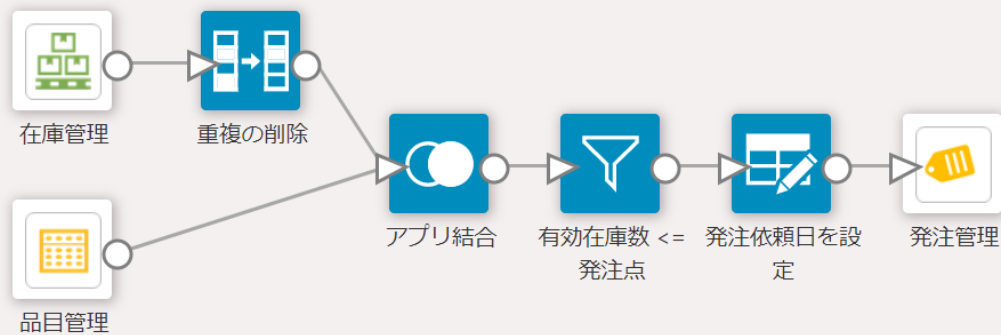 在庫管理
重複の削除
アプリ結合
有効在庫数 <=
発注点
発注依頼日を設
定
発注管理
品目管理